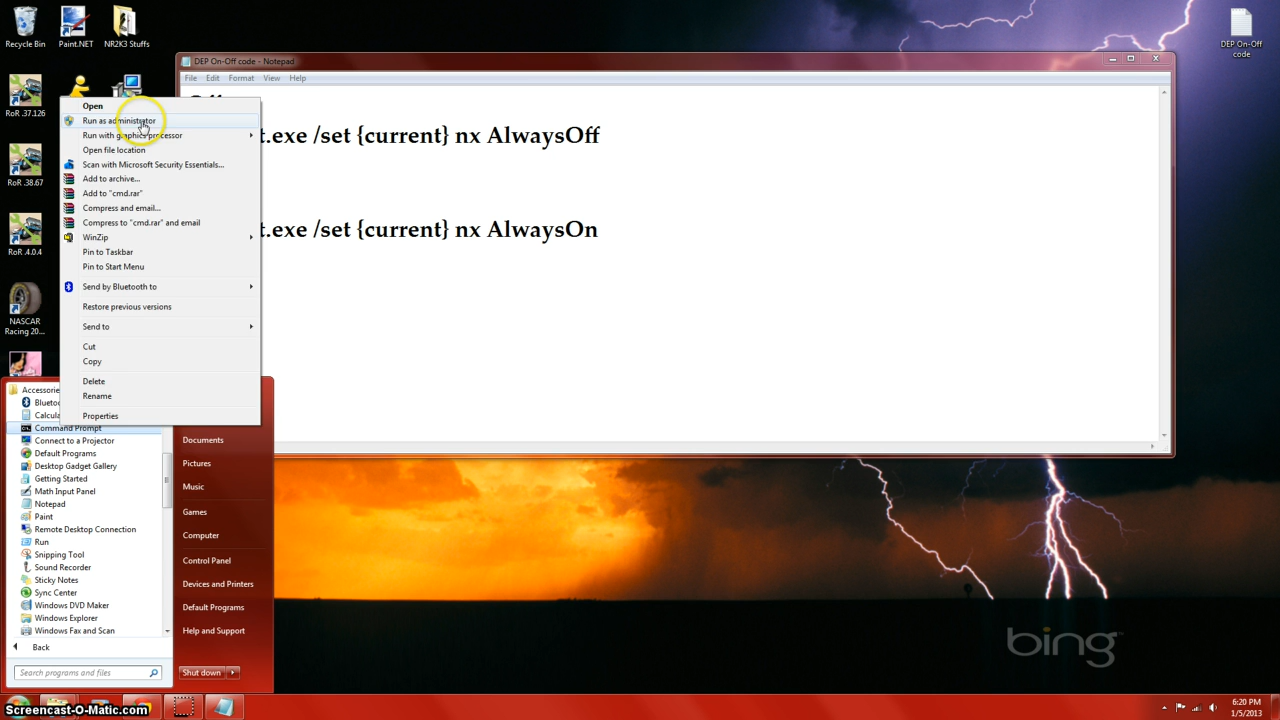 Recycle Bin
Paint.NET
NR2K3 Stuffs
DEP On-Off
code
DEP On-Off code - Notepad
File Edit Format View Help
t.exe /set {current} nx AlwaysOff
t.exe /set {current} nx AlwaysOn
RoR .37.126
RoR .38.67
RoR .4.0.4
NASCAR
Racing 20...
Open
Run as administrator
Run with graphics processor
Open file location
Scan with Microsoft Security Essentials...
Add to archive...
Add to "cmd.rar"
Compress and email...
Compress to "cmd.rar" and email
WinZip
Pin to Taskbar
Pin to Start Menu
Send by Bluetooth to
Restore previous versions
Send to
Cut
Copy
Delete
Rename
Properties
Accessorie
Bluetoo
Calcula
Command Prompt
Connect to a Projector
Default Programs
Desktop Gadget Gallery
Getting Started
Math Input Panel
Notepad
Paint
Remote Desktop Connection
Run
Snipping Tool
Sound Recorder
Sticky Notes
Sync Center
Windows DVD Maker
Windows Explorer
Windows Fax and Scan
Back
Search programs and files
Documents
Pictures
Music
Games
Computer
Control Panel
Devices and Printers
Default Programs
Help and Support
Shut down
bing™
Screencast-O-Matic.com
6:20 PM
1/5/2013